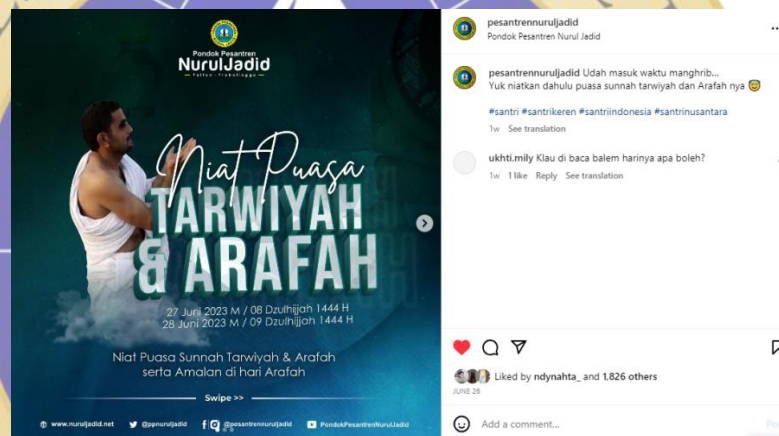 Pondok Pesantren
NurulJadid
Paiton - Probolinggo
Niat Puasa
TARWIYAH
& ARAFAH
27 Juni 2023 M / 08 Dzulhijjah 1444 H
28 Juni 2023 M / 09 Dzulhijjah 1444 H
Niat Puasa Sunnah Tarwiyah & Arafah
serta Amalan di hari Arafah
Swipe >>
www.nuruljadid.net @ppnuruljadid @pesantrennuruljadid PondokPesantrenNurulJadid
pesantrennuruljadid
Pondok Pesantren Nurul Jadid
pesantrennuruljadid Udah masuk waktu manghrib...
Yuk niatkan dahulu puasa sunnah tarwiyah dan Arafah nya 😇
#santri #santrikeren #santriindonesia #santrinusantara
1w See translation
ukhti.mily Klau di baca balem harinya apa boleh?
1w 1 like Reply See translation
Liked by ndynahta_ and 1,826 others
JUNE 26
Add a comment...